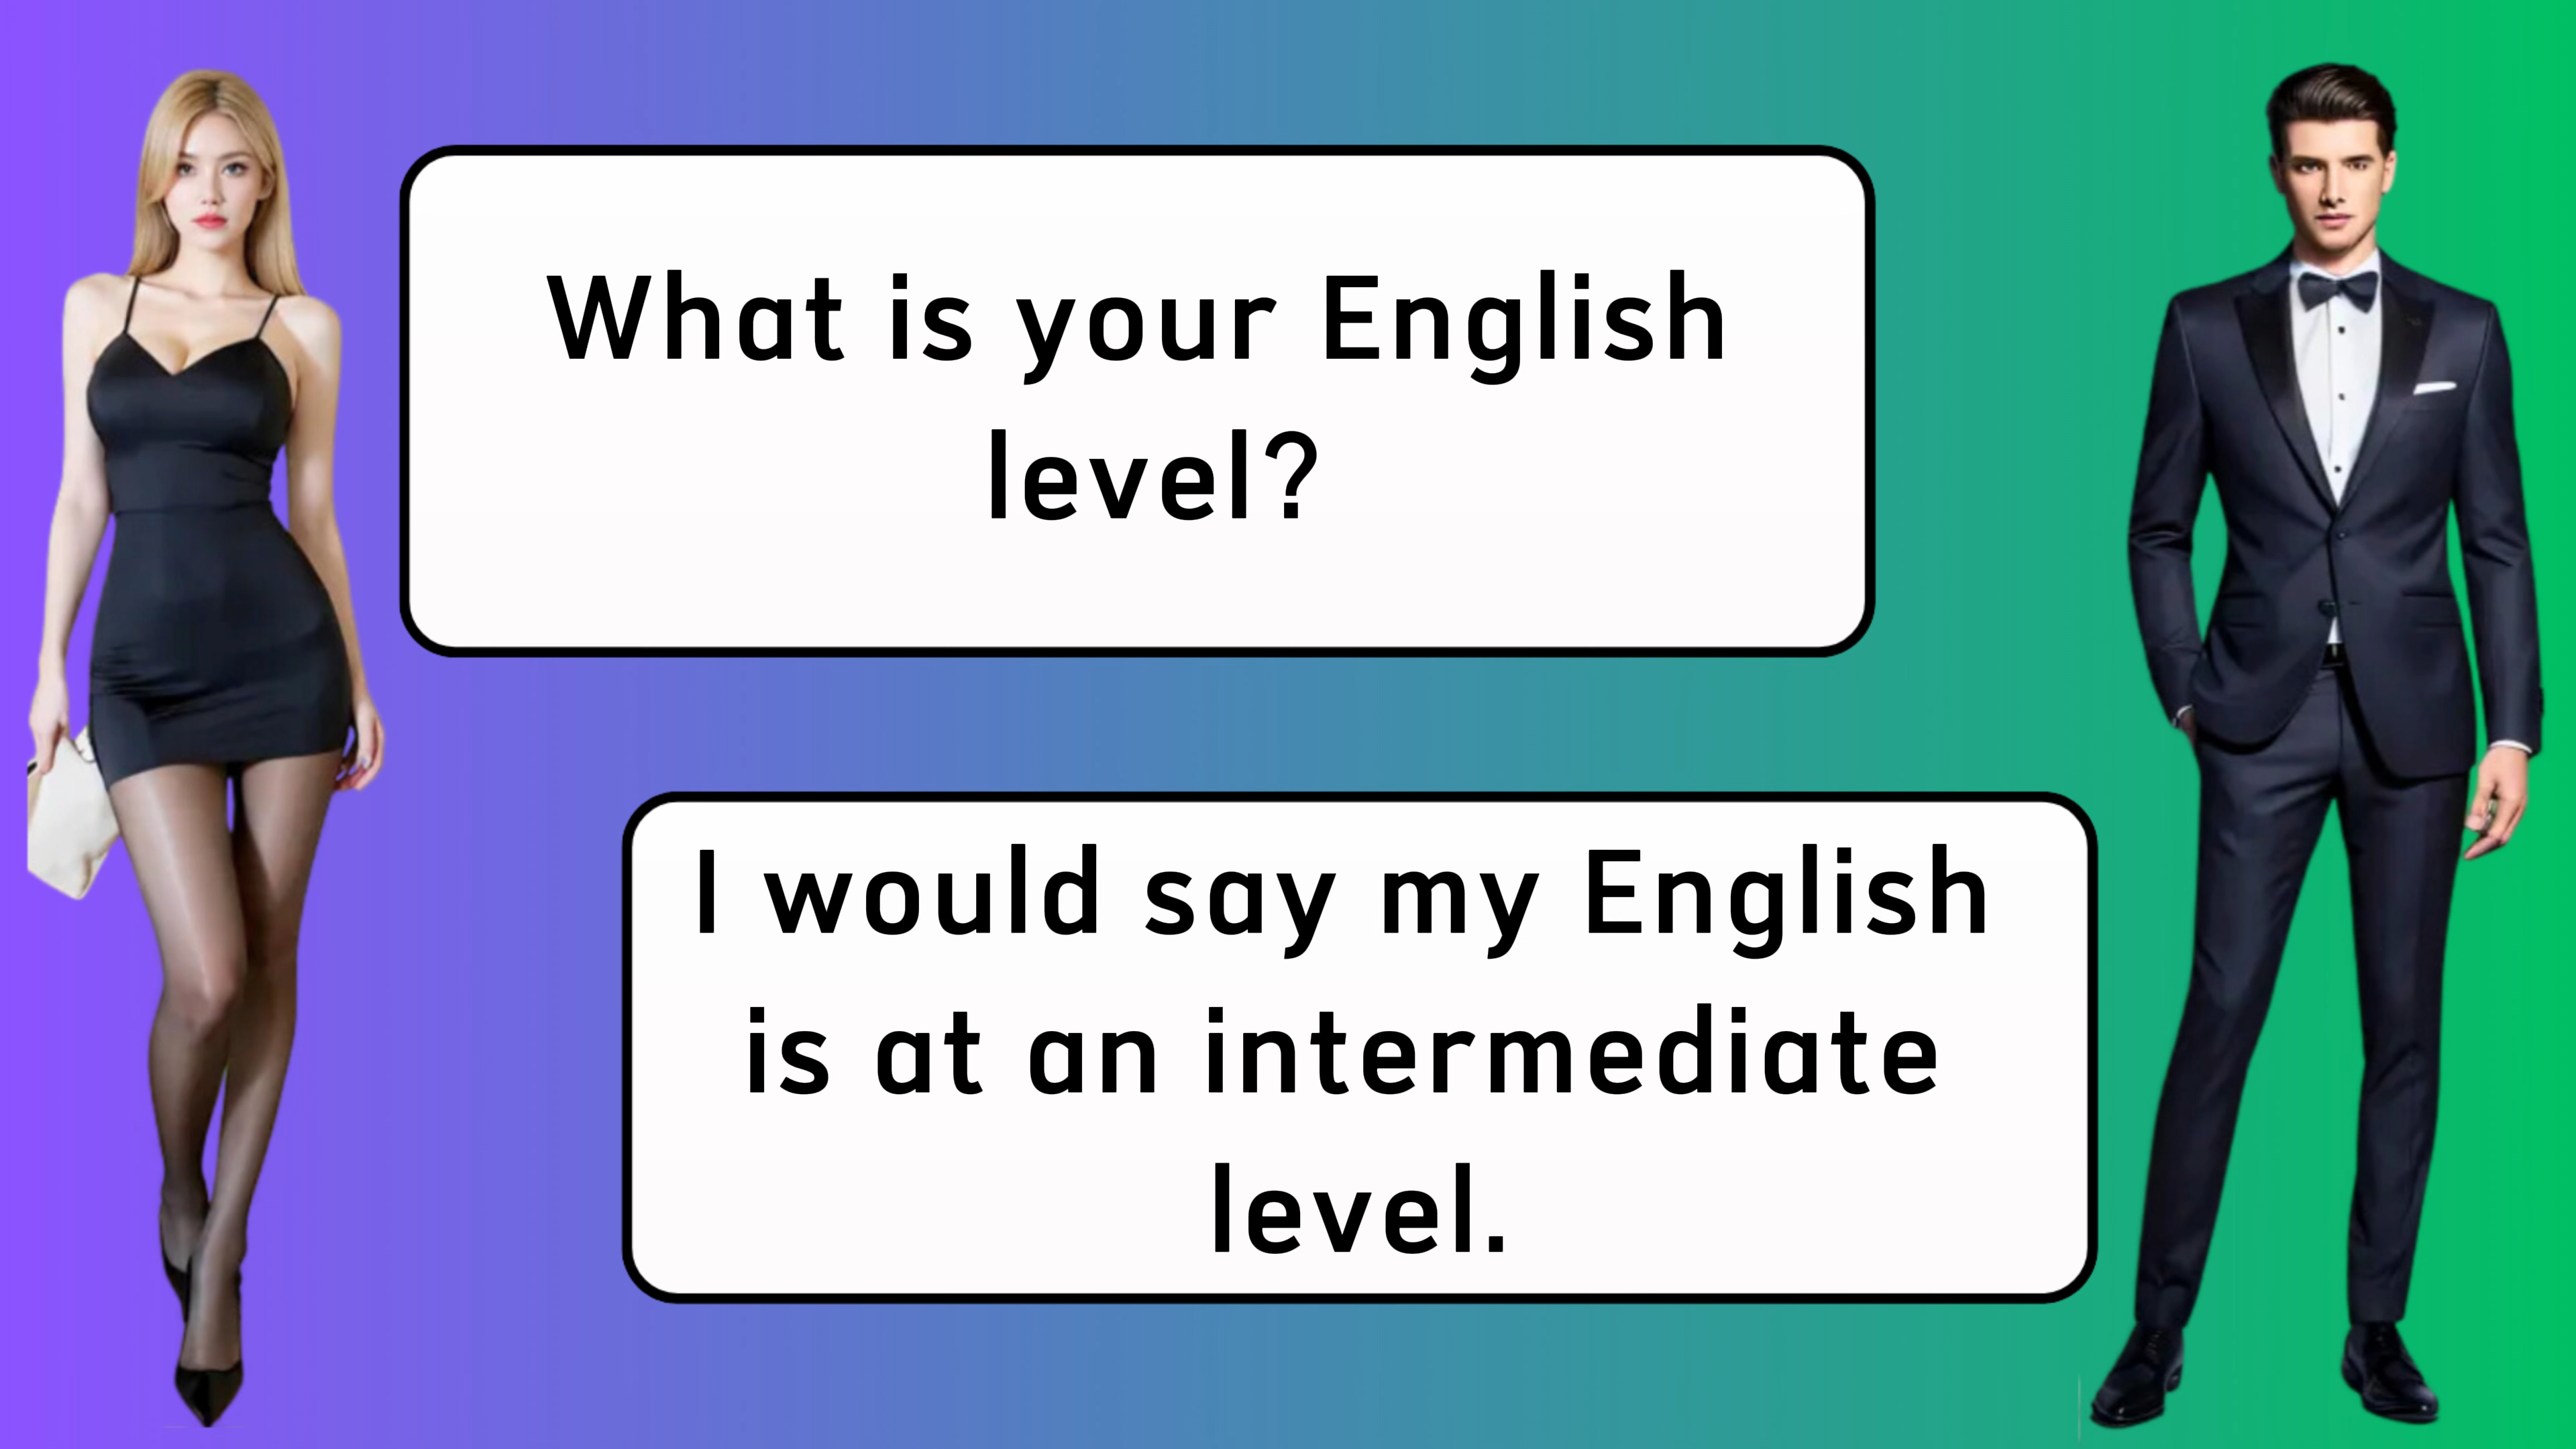 What is your English
level?
I would say my English
is at an intermediate
level.